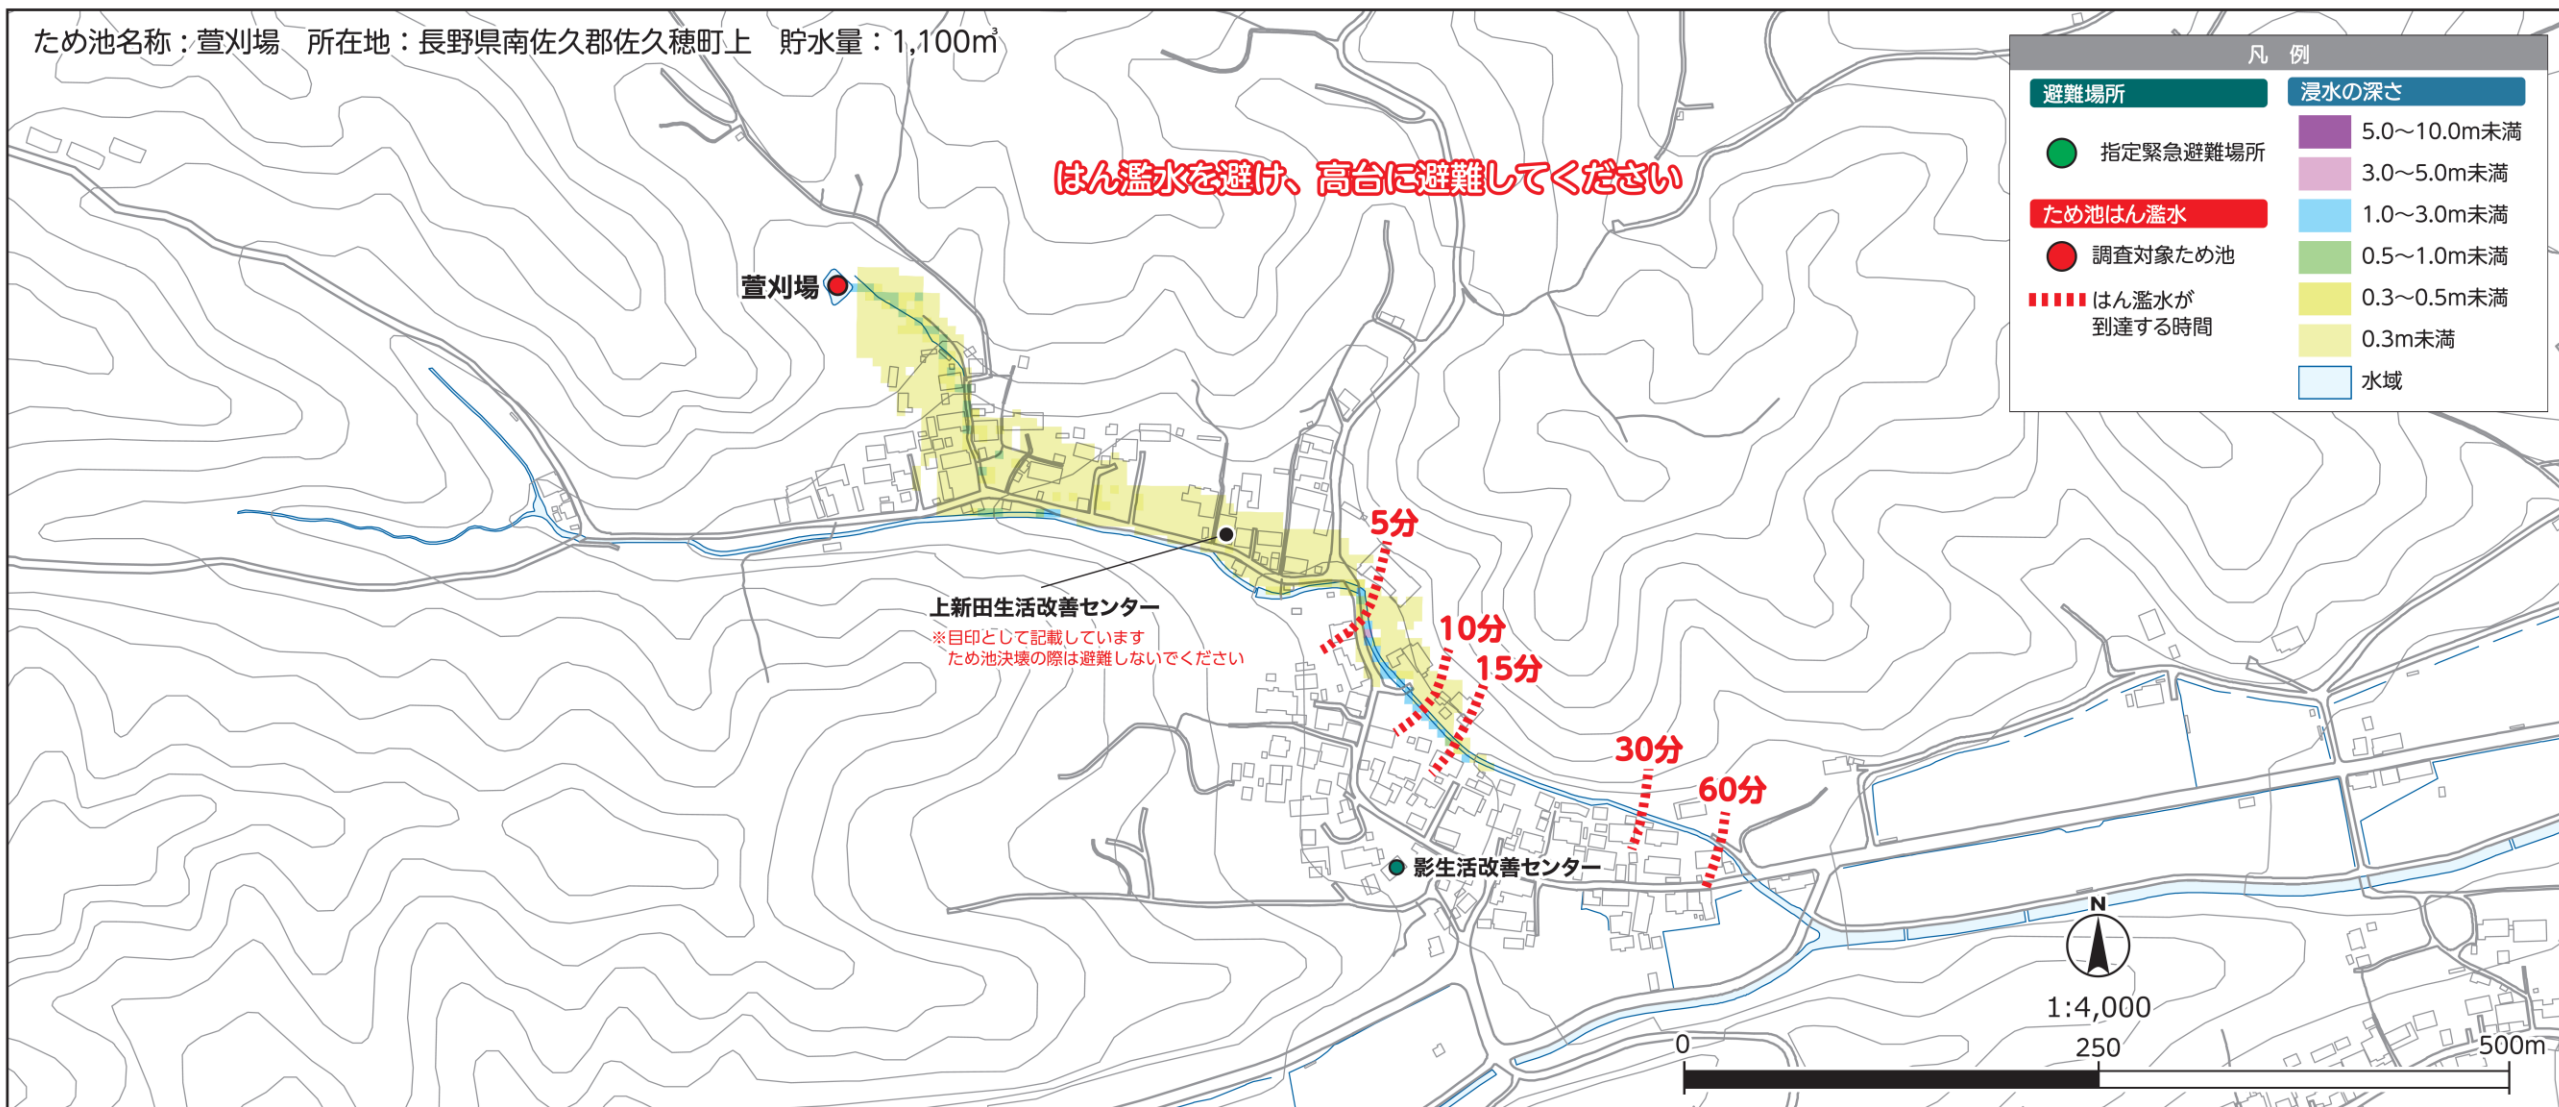 ため池名称：萱刈場　所在地：長野県南佐久郡佐久穂町上　貯水量：1,100㎥
はん濫水を避け、高台に避難してください
凡　例
避難場所
指定緊急避難場所
ため池はん濫水
調査対象ため池
はん濫水が
到達する時間
浸水の深さ
5.0～10.0m未満
3.0～5.0m未満
1.0～3.0m未満
0.5～1.0m未満
0.3～0.5m未満
0.3m未満
水域
萱刈場
5分
上新田生活改善センター
※目印として記載しています
ため池決壊の際は避難しないでください
10分
15分
30分
60分
影生活改善センター
N
1:4,000
0
250
500m